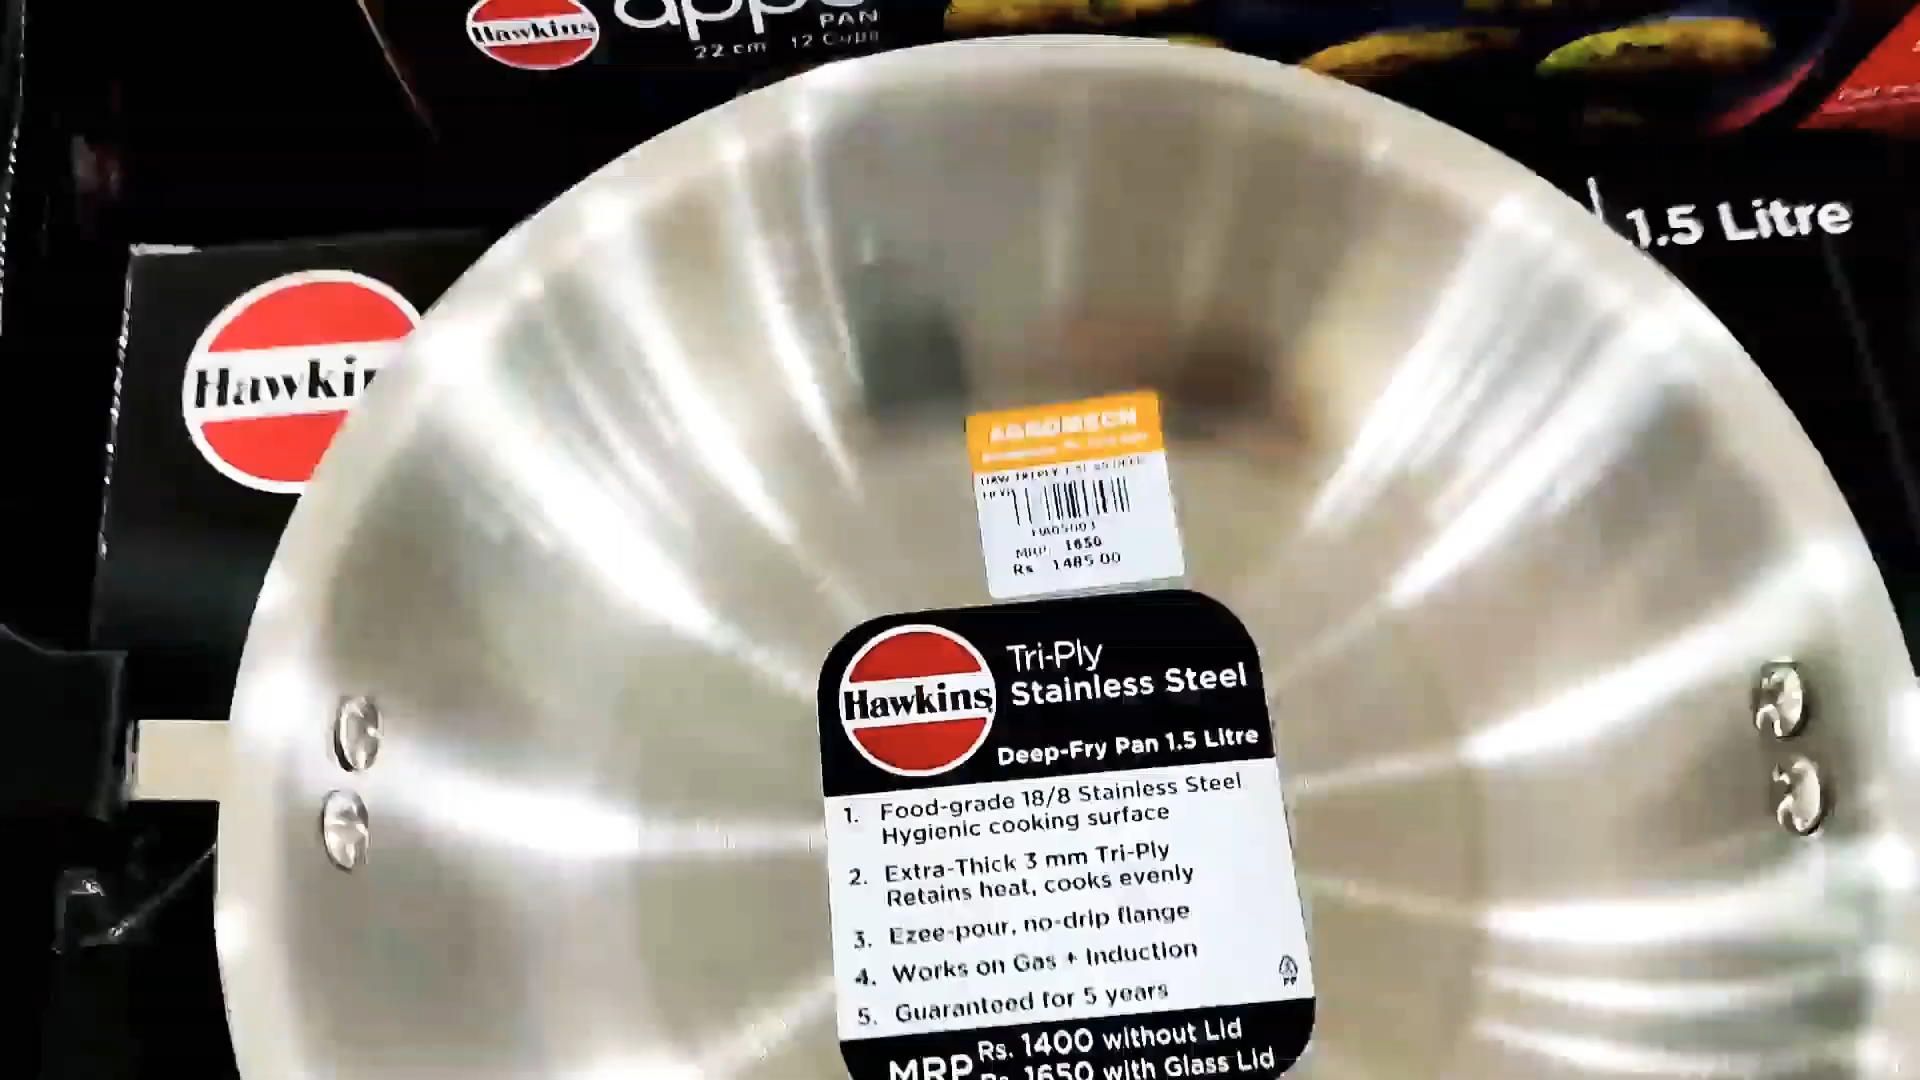 Hawkins
PAN
22 cm 12 Cups
1.5 Litre
Hawkin
MRP 1650
Rs 1485.00
Hawkins
Tri-Ply
Stainless Steel
Deep-Fry Pan 1.5 Litre
1. Food-grade 18/8 Stainless Steel
Hygienic cooking surface
2. Extra-Thick 3 mm Tri-Ply
Retains heat, cooks evenly
3. Ezee-pour, no-drip flange
4. Works on Gas + Induction
5. Guaranteed for 5 years
PP
MRP Rs. 1400 without Lid
Rs. 1650 with Glass Lid